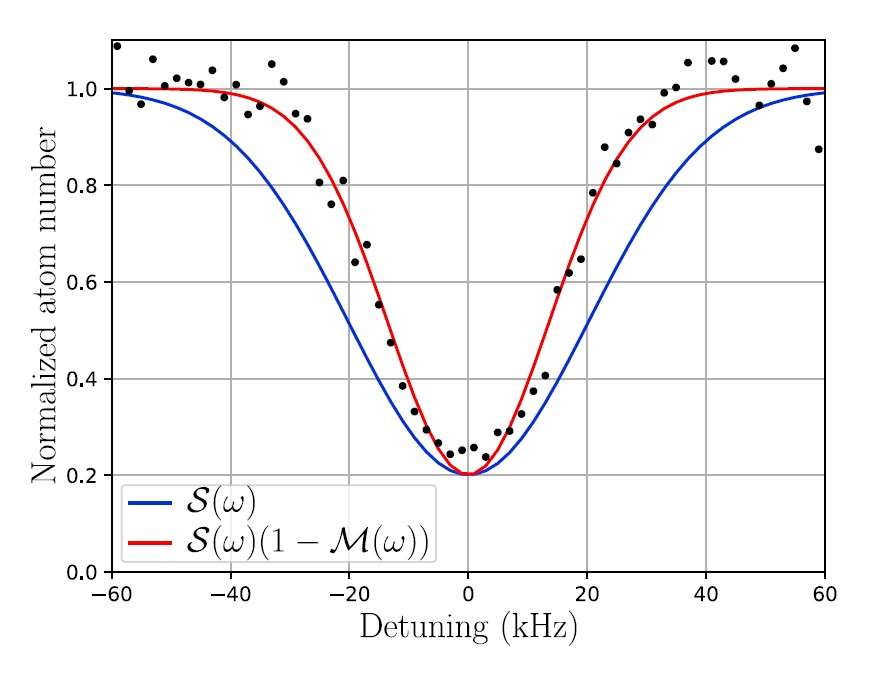 Normalized atom number
1.0
0.8
0.6
0.4
0.2
0.0
𝒮(ω)
𝒮(ω)(1 − ℳ(ω))
−60 −40 −20 0 20 40 60
Detuning (kHz)